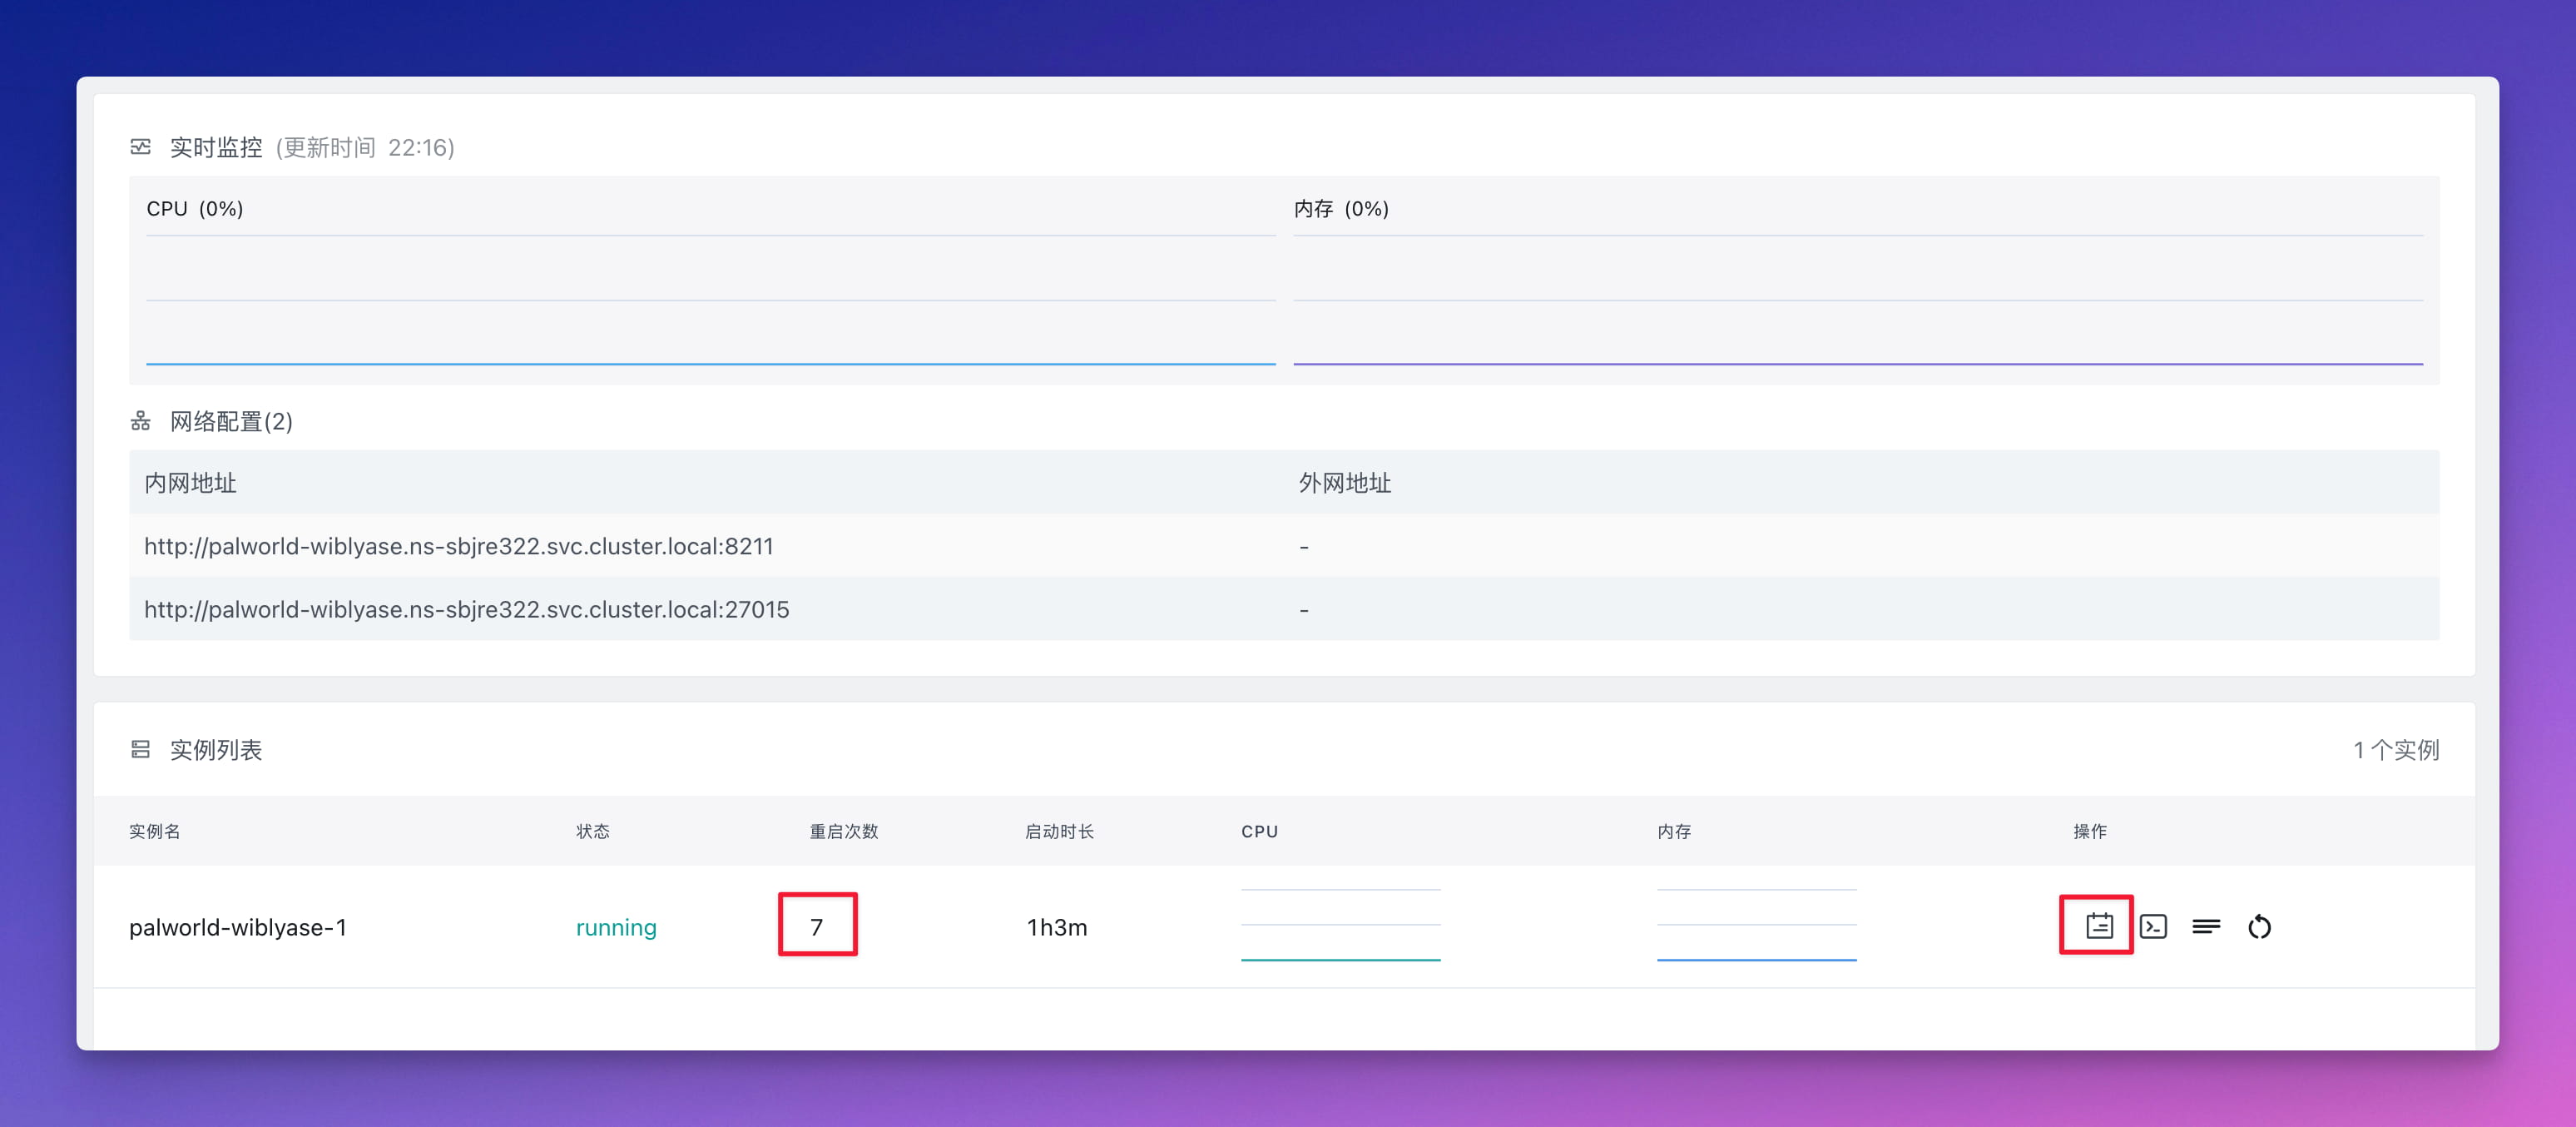 实时监控 (更新时间 22:16)
CPU (0%)
内存 (0%)
网络配置(2)
内网地址
外网地址
http://palworld-wiblyase.ns-sbjre322.svc.cluster.local:8211
-
http://palworld-wiblyase.ns-sbjre322.svc.cluster.local:27015
-
实例列表
1 个实例
实例名
状态
重启次数
启动时长
CPU
内存
操作
palworld-wiblyase-1
running
7
1h3m